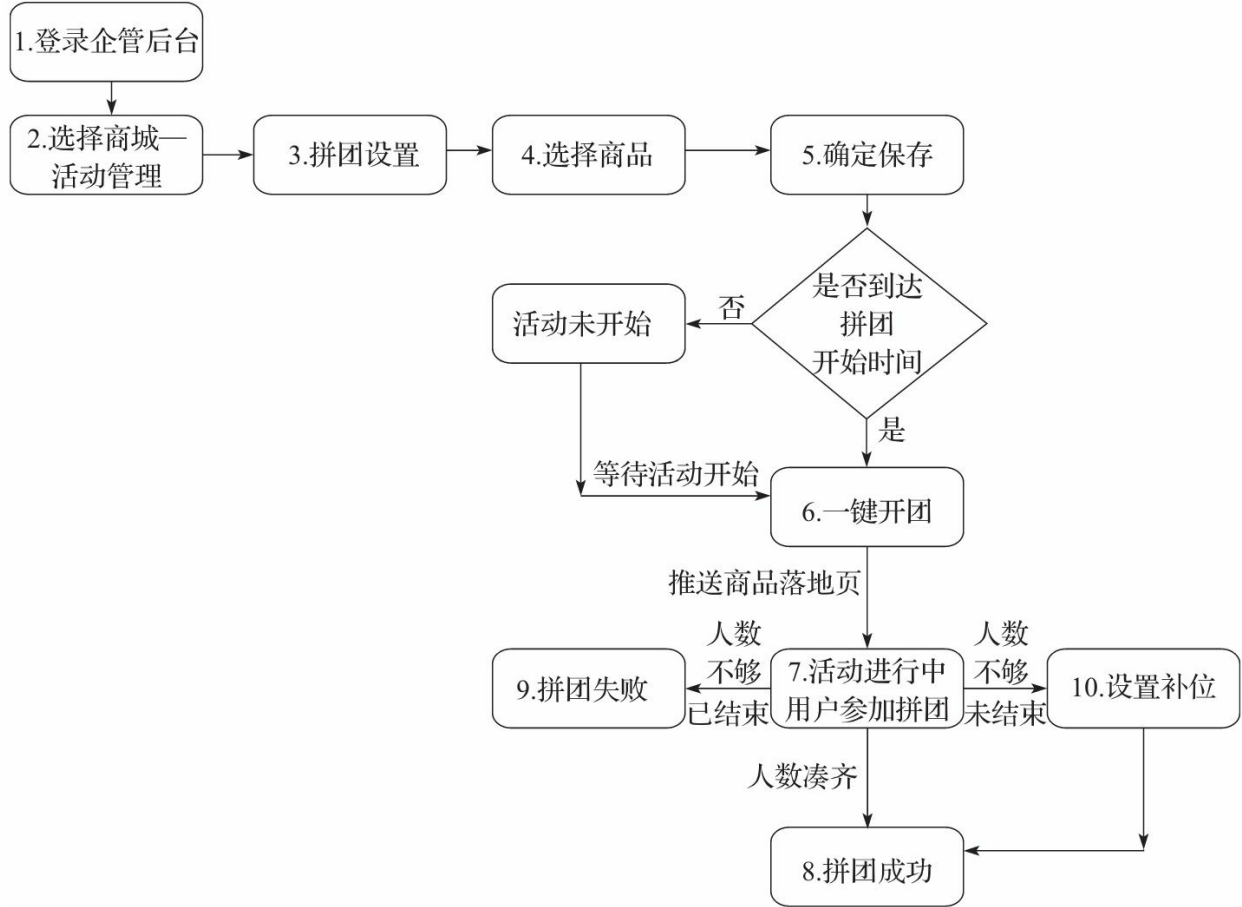 1.登录企管后台
2.选择商城—
活动管理
3.拼团设置
4.选择商品
5.确定保存
是否到达
拼团
开始时间
否
活动未开始
是
等待活动开始
6.一键开团
推送商品落地页
人数
不够
已结束
9.拼团失败
7.活动进行中
用户参加拼团
人数
不够
未结束
10.设置补位
人数凑齐
8.拼团成功